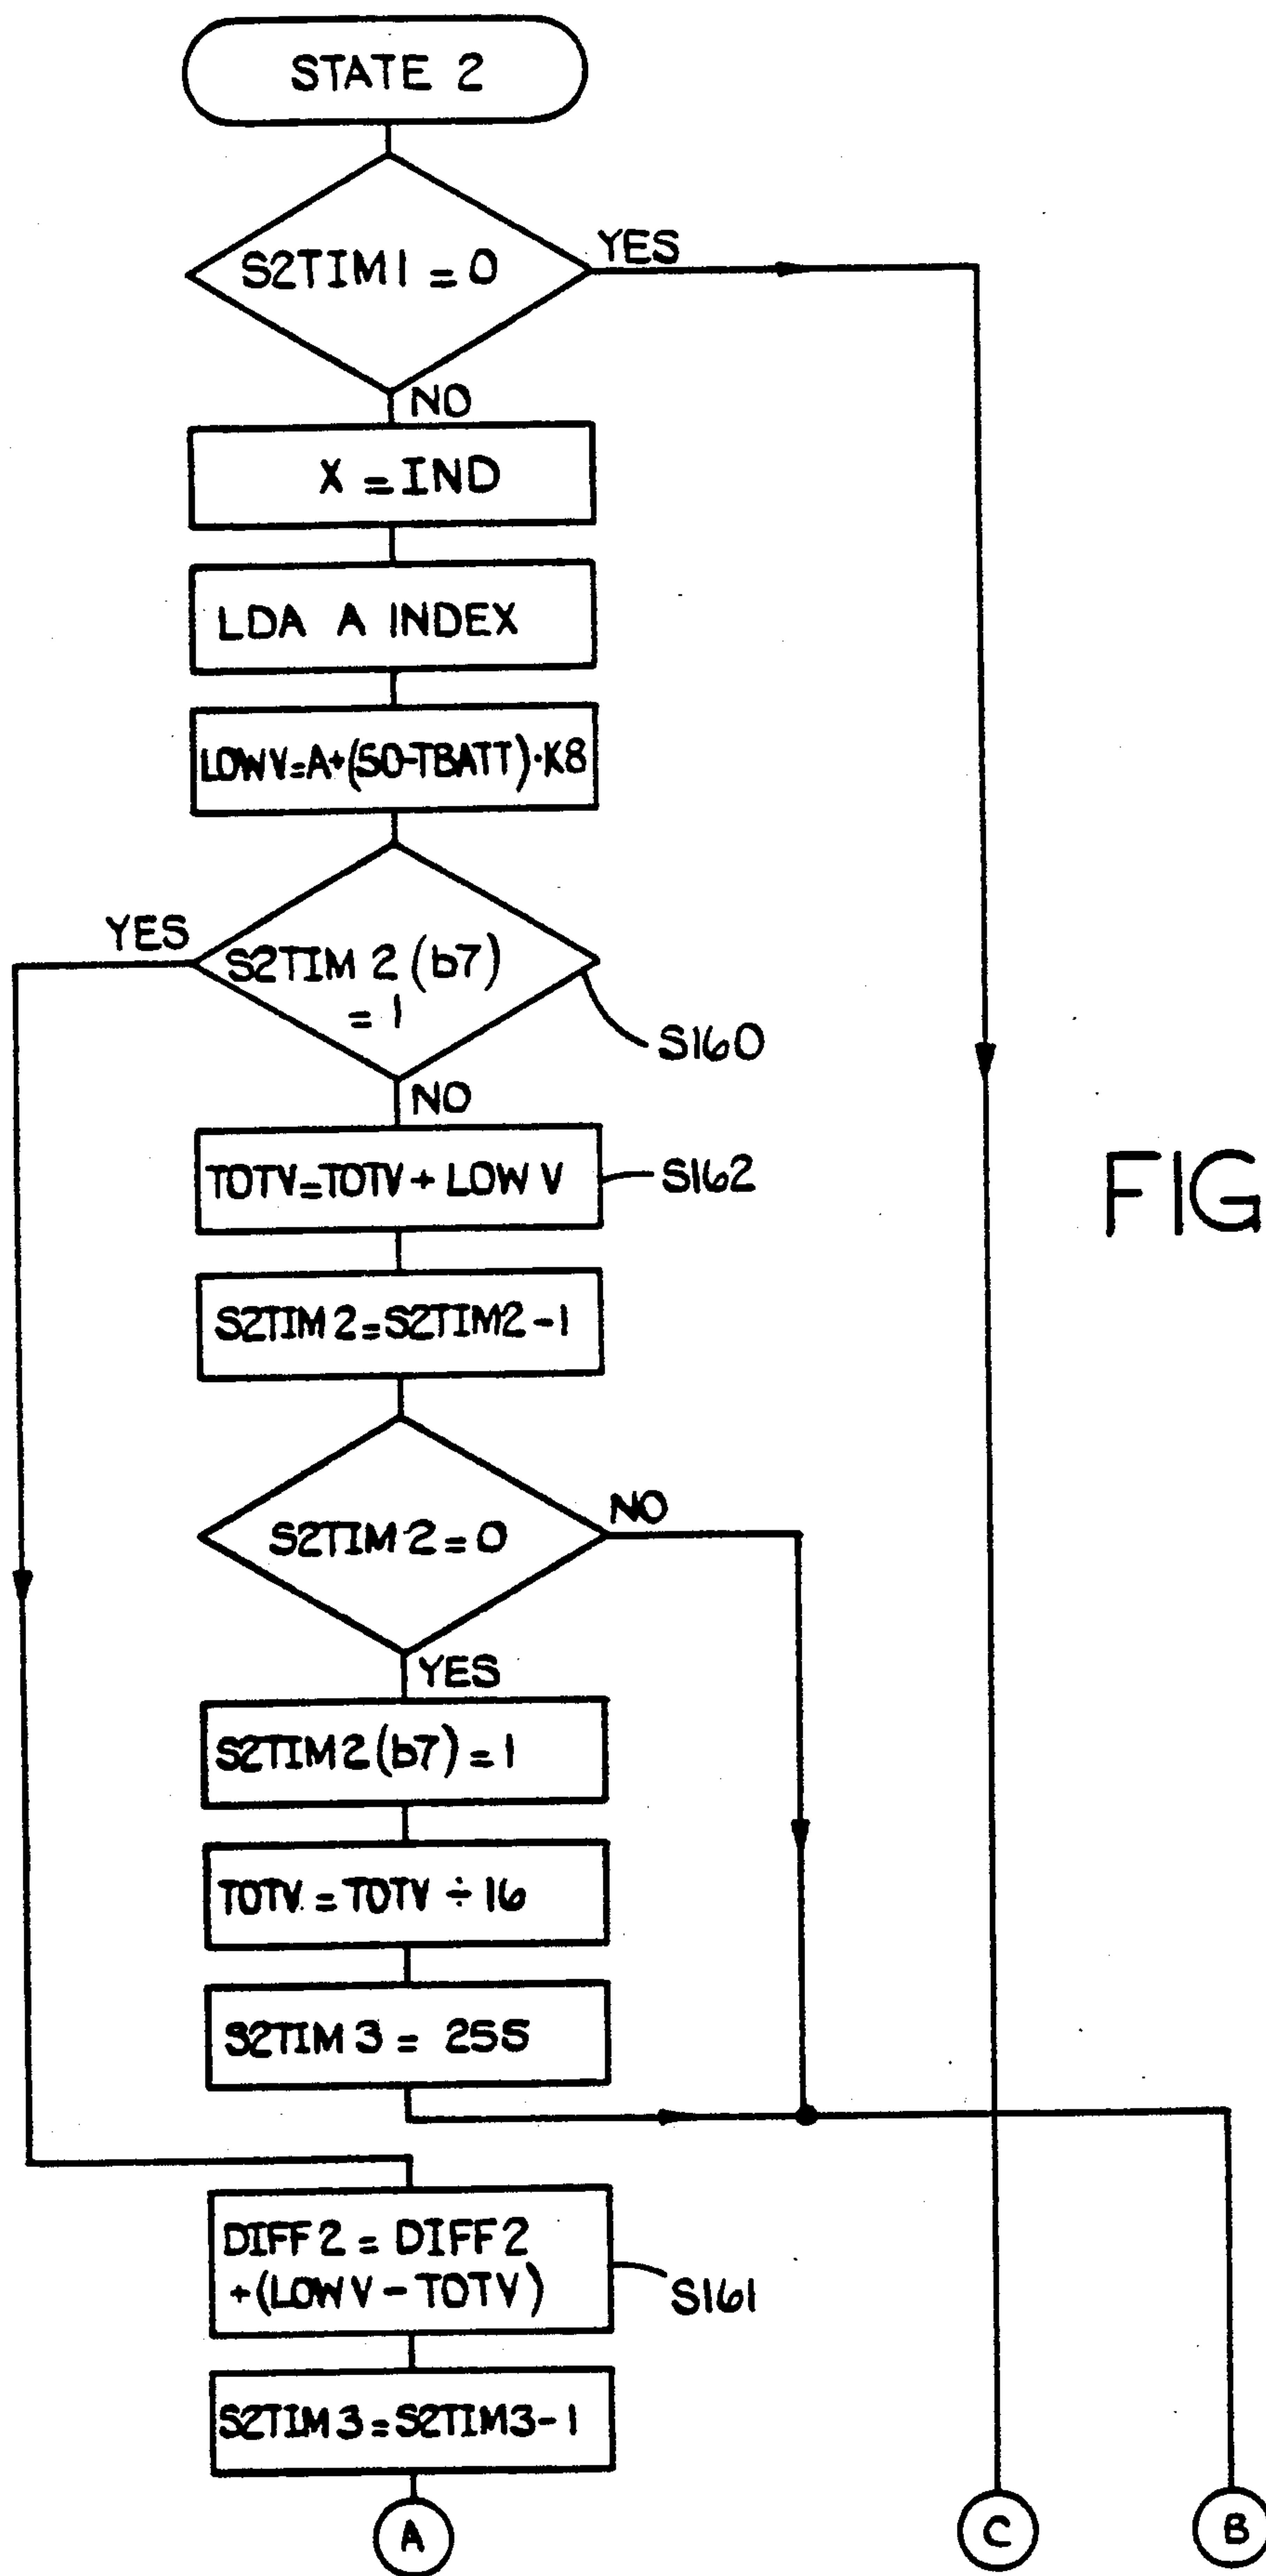 STATE 2
S2TIM1 = 0
YES
NO
X = IND
LDA A INDEX
LOWV=A+(50-TBATT)·K8
YES
S2TIM 2 (b7)
= 1
S160
NO
TOTV=TOTV + LOW V
S162
FIG
S2TIM 2=S2TIM2-1
S2TIM 2 = 0
NO
YES
S2TIM 2(b7) = 1
TOTV = TOTV ÷ 16
S2TIM 3 = 255
DIFF 2 = DIFF 2
+(LOW V - TOTV)
S161
S2TIM 3 = S2TIM3-1
A
C
B